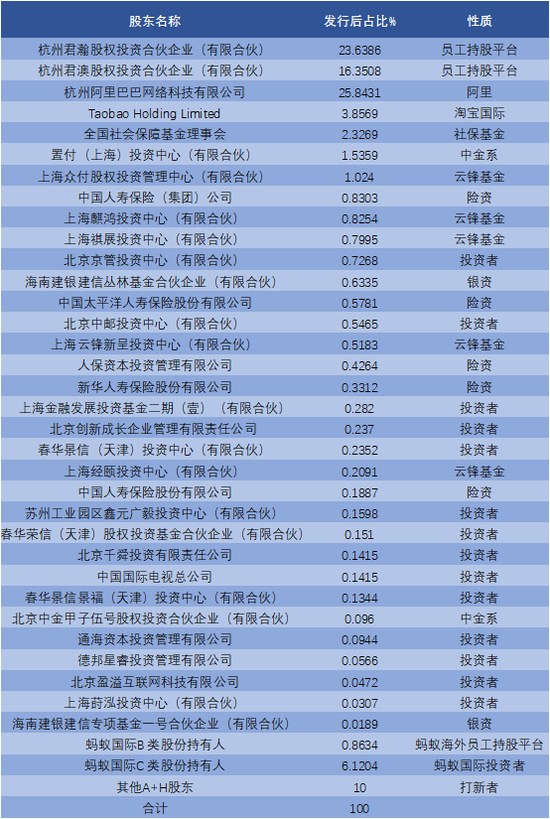 股东名称 发行后占比% 性质
杭州君瀚股权投资合伙企业（有限合伙） 23.6386 员工持股平台
杭州君澳股权投资合伙企业（有限合伙） 16.3508 员工持股平台
杭州阿里巴巴网络科技有限公司 25.8431 阿里
Taobao Holding Limited 3.8569 淘宝国际
全国社会保障基金理事会 2.3269 社保基金
置付（上海）投资中心（有限合伙） 1.5359 中金系
上海众付股权投资管理中心（有限合伙） 1.024 云锋基金
中国人寿保险（集团）公司 0.8303 险资
上海麒鸿投资中心（有限合伙） 0.8254 云锋基金
上海祺展投资中心（有限合伙） 0.7995 云锋基金
北京京管投资中心（有限合伙） 0.7268 投资者
海南建银建信丛林基金合伙企业（有限合伙） 0.6335 银资
中国太平洋人寿保险股份有限公司 0.5781 险资
北京中邮投资中心（有限合伙） 0.5465 投资者
上海云锋新呈投资中心（有限合伙） 0.5183 云锋基金
人保资本投资管理有限公司 0.4264 险资
新华人寿保险股份有限公司 0.3312 险资
上海金融发展投资基金二期（壹）（有限合伙） 0.282 投资者
北京创新成长企业管理有限责任公司 0.237 投资者
春华景信（天津）投资中心（有限合伙） 0.2352 投资者
上海经颐投资中心（有限合伙） 0.2091 云锋基金
中国人寿保险股份有限公司 0.1887 险资
苏州工业园区鑫元广毅投资中心（有限合伙） 0.1598 投资者
春华荣信（天津）股权投资基金合伙企业（有限合伙） 0.151 投资者
北京千舜投资有限责任公司 0.1415 投资者
中国国际电视总公司 0.1415 投资者
春华景信景福（天津）投资中心（有限合伙） 0.1344 投资者
北京中金甲子伍号股权投资合伙企业（有限合伙） 0.096 中金系
通海资本投资管理有限公司 0.0944 投资者
德邦星睿投资管理有限公司 0.0566 投资者
北京盈溢互联网科技有限公司 0.0472 投资者
上海莳泓投资中心（有限合伙） 0.0307 投资者
海南建银建信专项基金一号合伙企业（有限合伙） 0.0189 银资
蚂蚁国际B类股份持有人 0.8634 蚂蚁海外员工持股平台
蚂蚁国际C类股份持有人 6.1204 蚂蚁国际投资者
其他A+H股东 10 打新者
合计 100